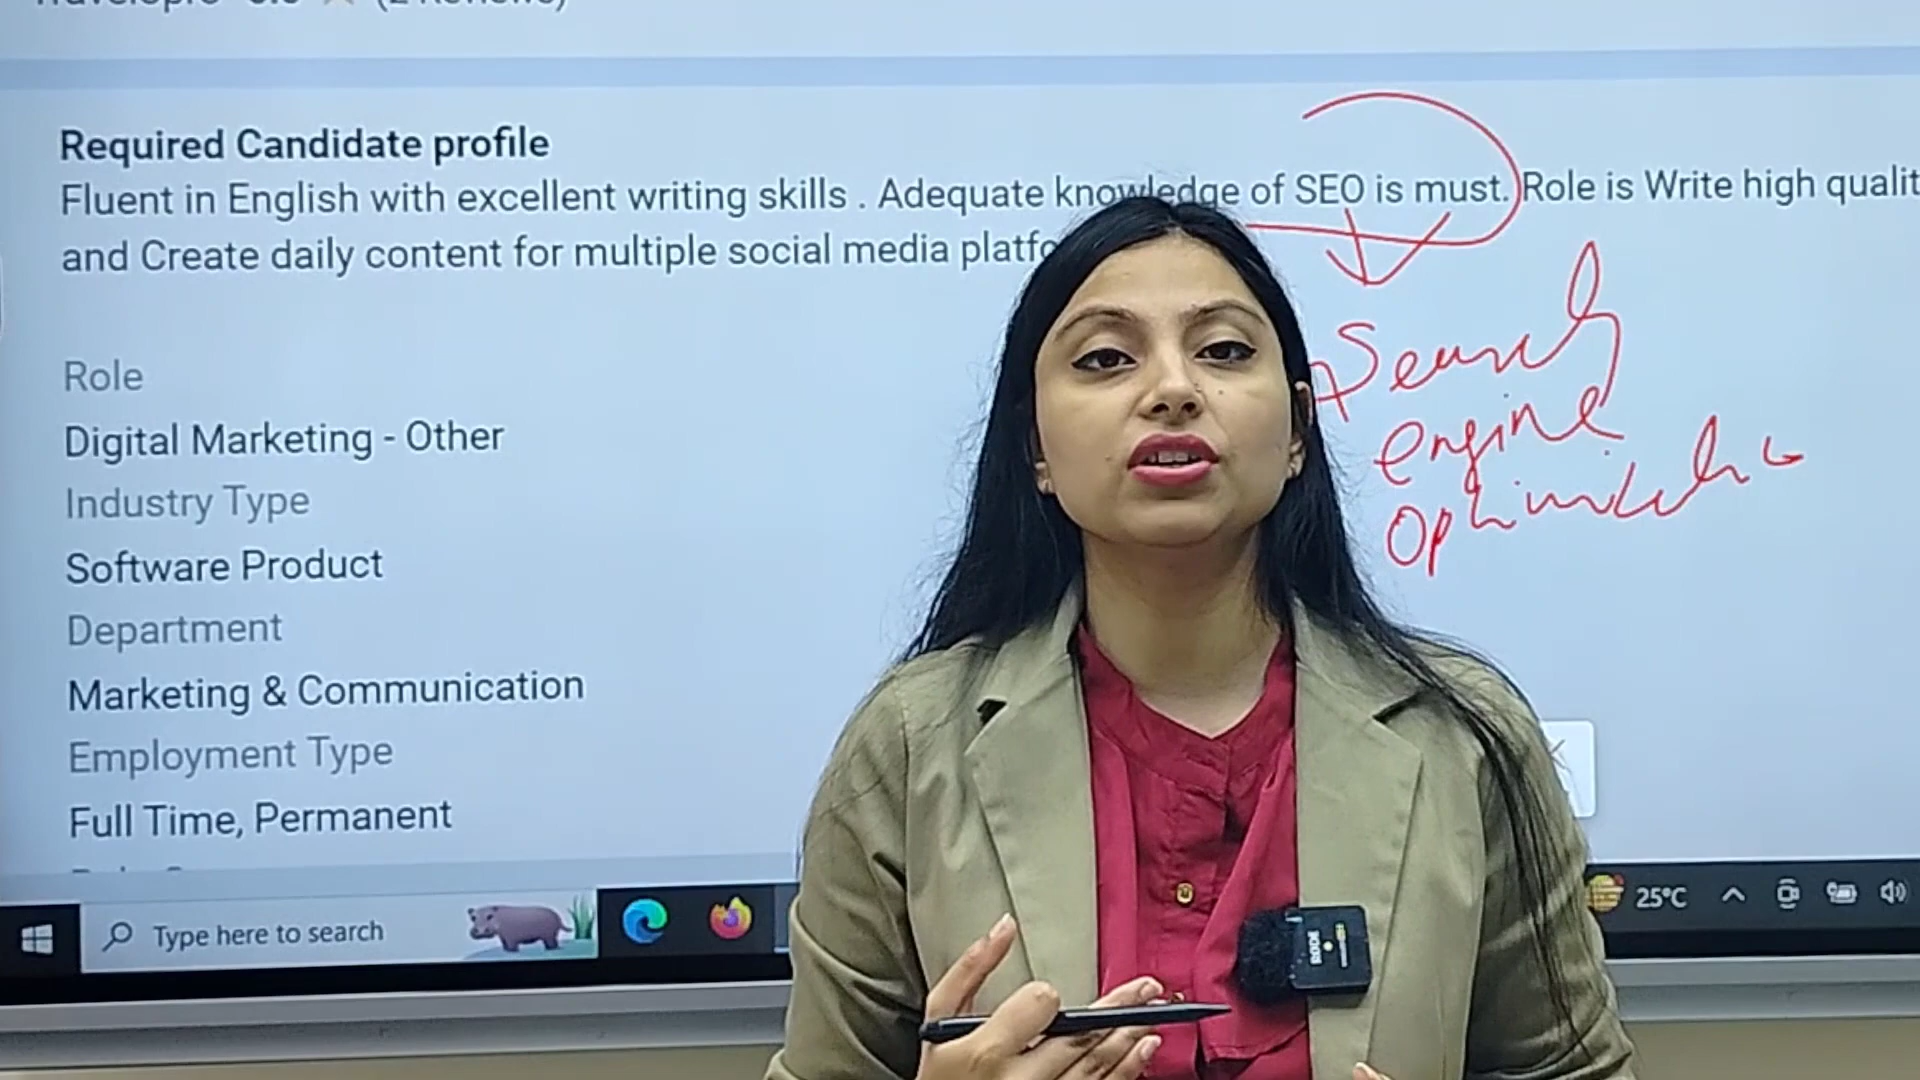 Required Candidate profile
Fluent in English with excellent writing skills . Adequate knowledge of SEO is must. Role is Write high qualit
and Create daily content for multiple social media platfo
Search
engine
Role
Digital Marketing - Other
Industry Type
Software Product
Department
Marketing & Communication
Employment Type
Full Time, Permanent
Type here to search
25°C
RODE